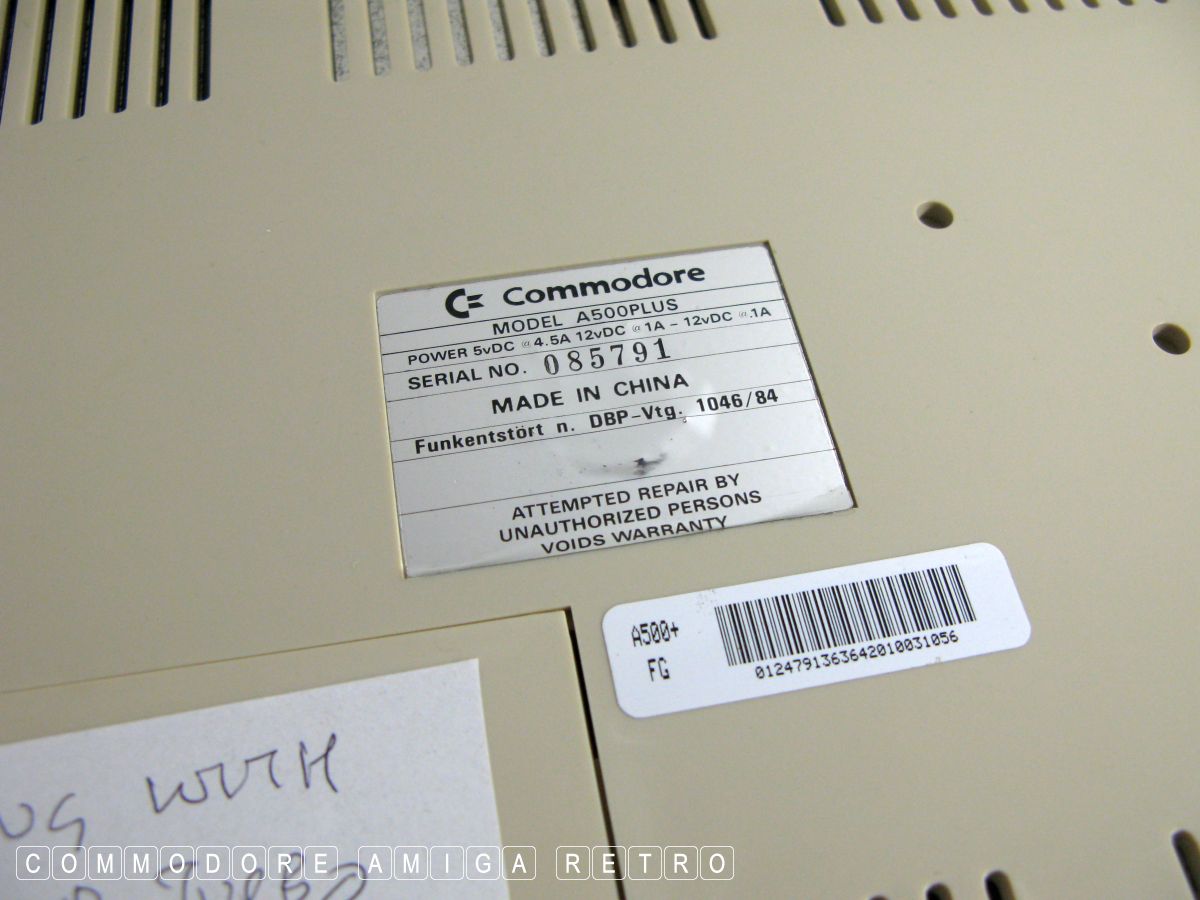 Commodore
MODEL A500PLUS
POWER 5vDC @ 4.5A 12vDC @ 1A - 12vDC @ .1A
SERIAL NO. 085791
MADE IN CHINA
Funkentstört n. DBP-Vtg. 1046/84
ATTEMPTED REPAIR BY
UNAUTHORIZED PERSONS
VOIDS WARRANTY
A500+
FG
0124791363642010031056
WITH
COMMODORE AMIGA RETRO